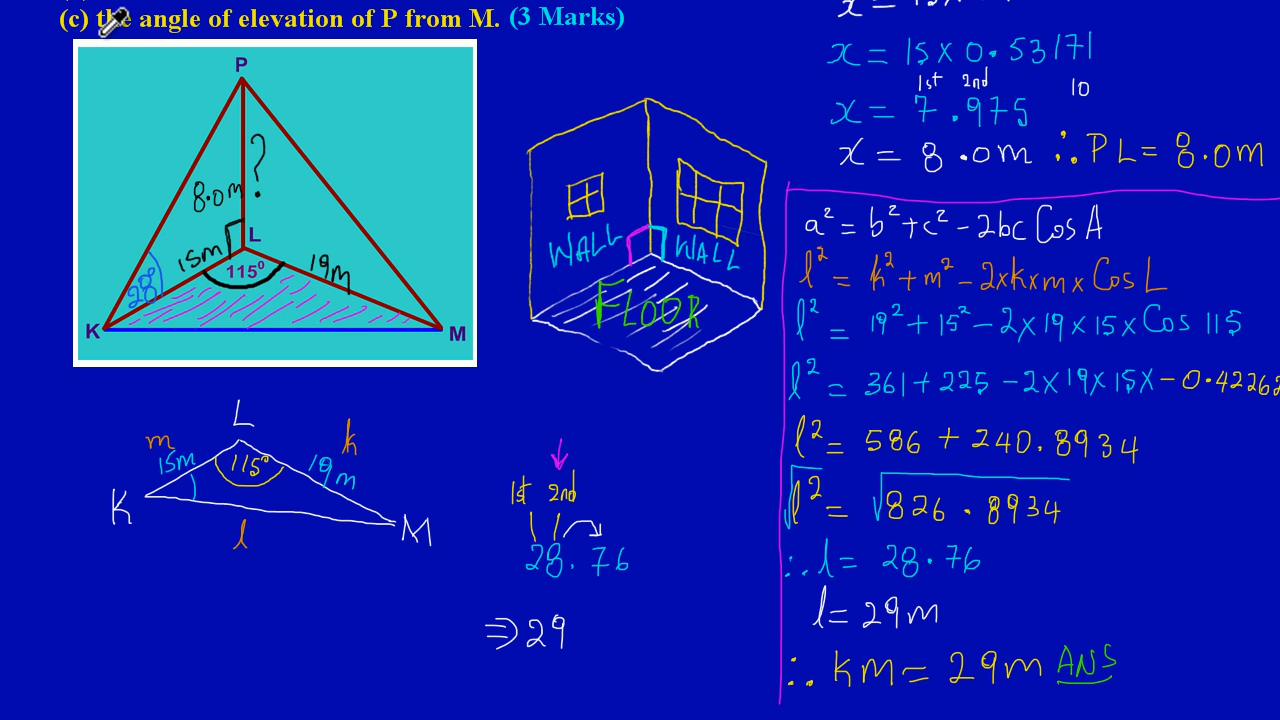 (c) the angle of elevation of P from M. (3 Marks)
P
?
8.0m
L
15m
115°
19m
28°
K
M
WALL
WALL
FLOOR
L
m
k
15m
115°
19m
K
M
l
1st 2nd
28.76
⇒ 29
x = 15 x 0.53171
1st 2nd 10
x = 7.975
x = 8.0m ∴ PL = 8.0m
a² = b² + c² - 2bc Cos A
l² = k² + m² - 2xkxmx Cos L
l² = 19² + 15² - 2 x 19 x 15 x Cos 115
l² = 361 + 225 - 2 x 19 x 15 x -0.42262
l² = 586 + 240.8934
√l² = √826.8934
∴ l = 28.76
l = 29m
∴ KM = 29m ANS